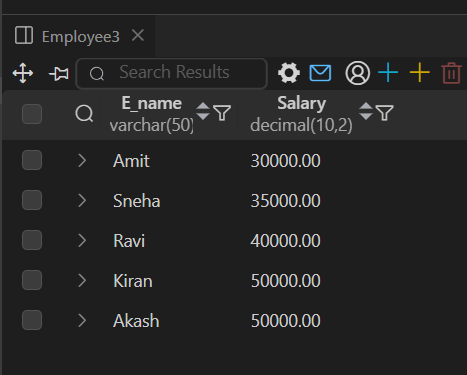 Employee3
Search Results
E_name Salary
varchar(50) decimal(10,2)
Amit 30000.00
Sneha 35000.00
Ravi 40000.00
Kiran 50000.00
Akash 50000.00